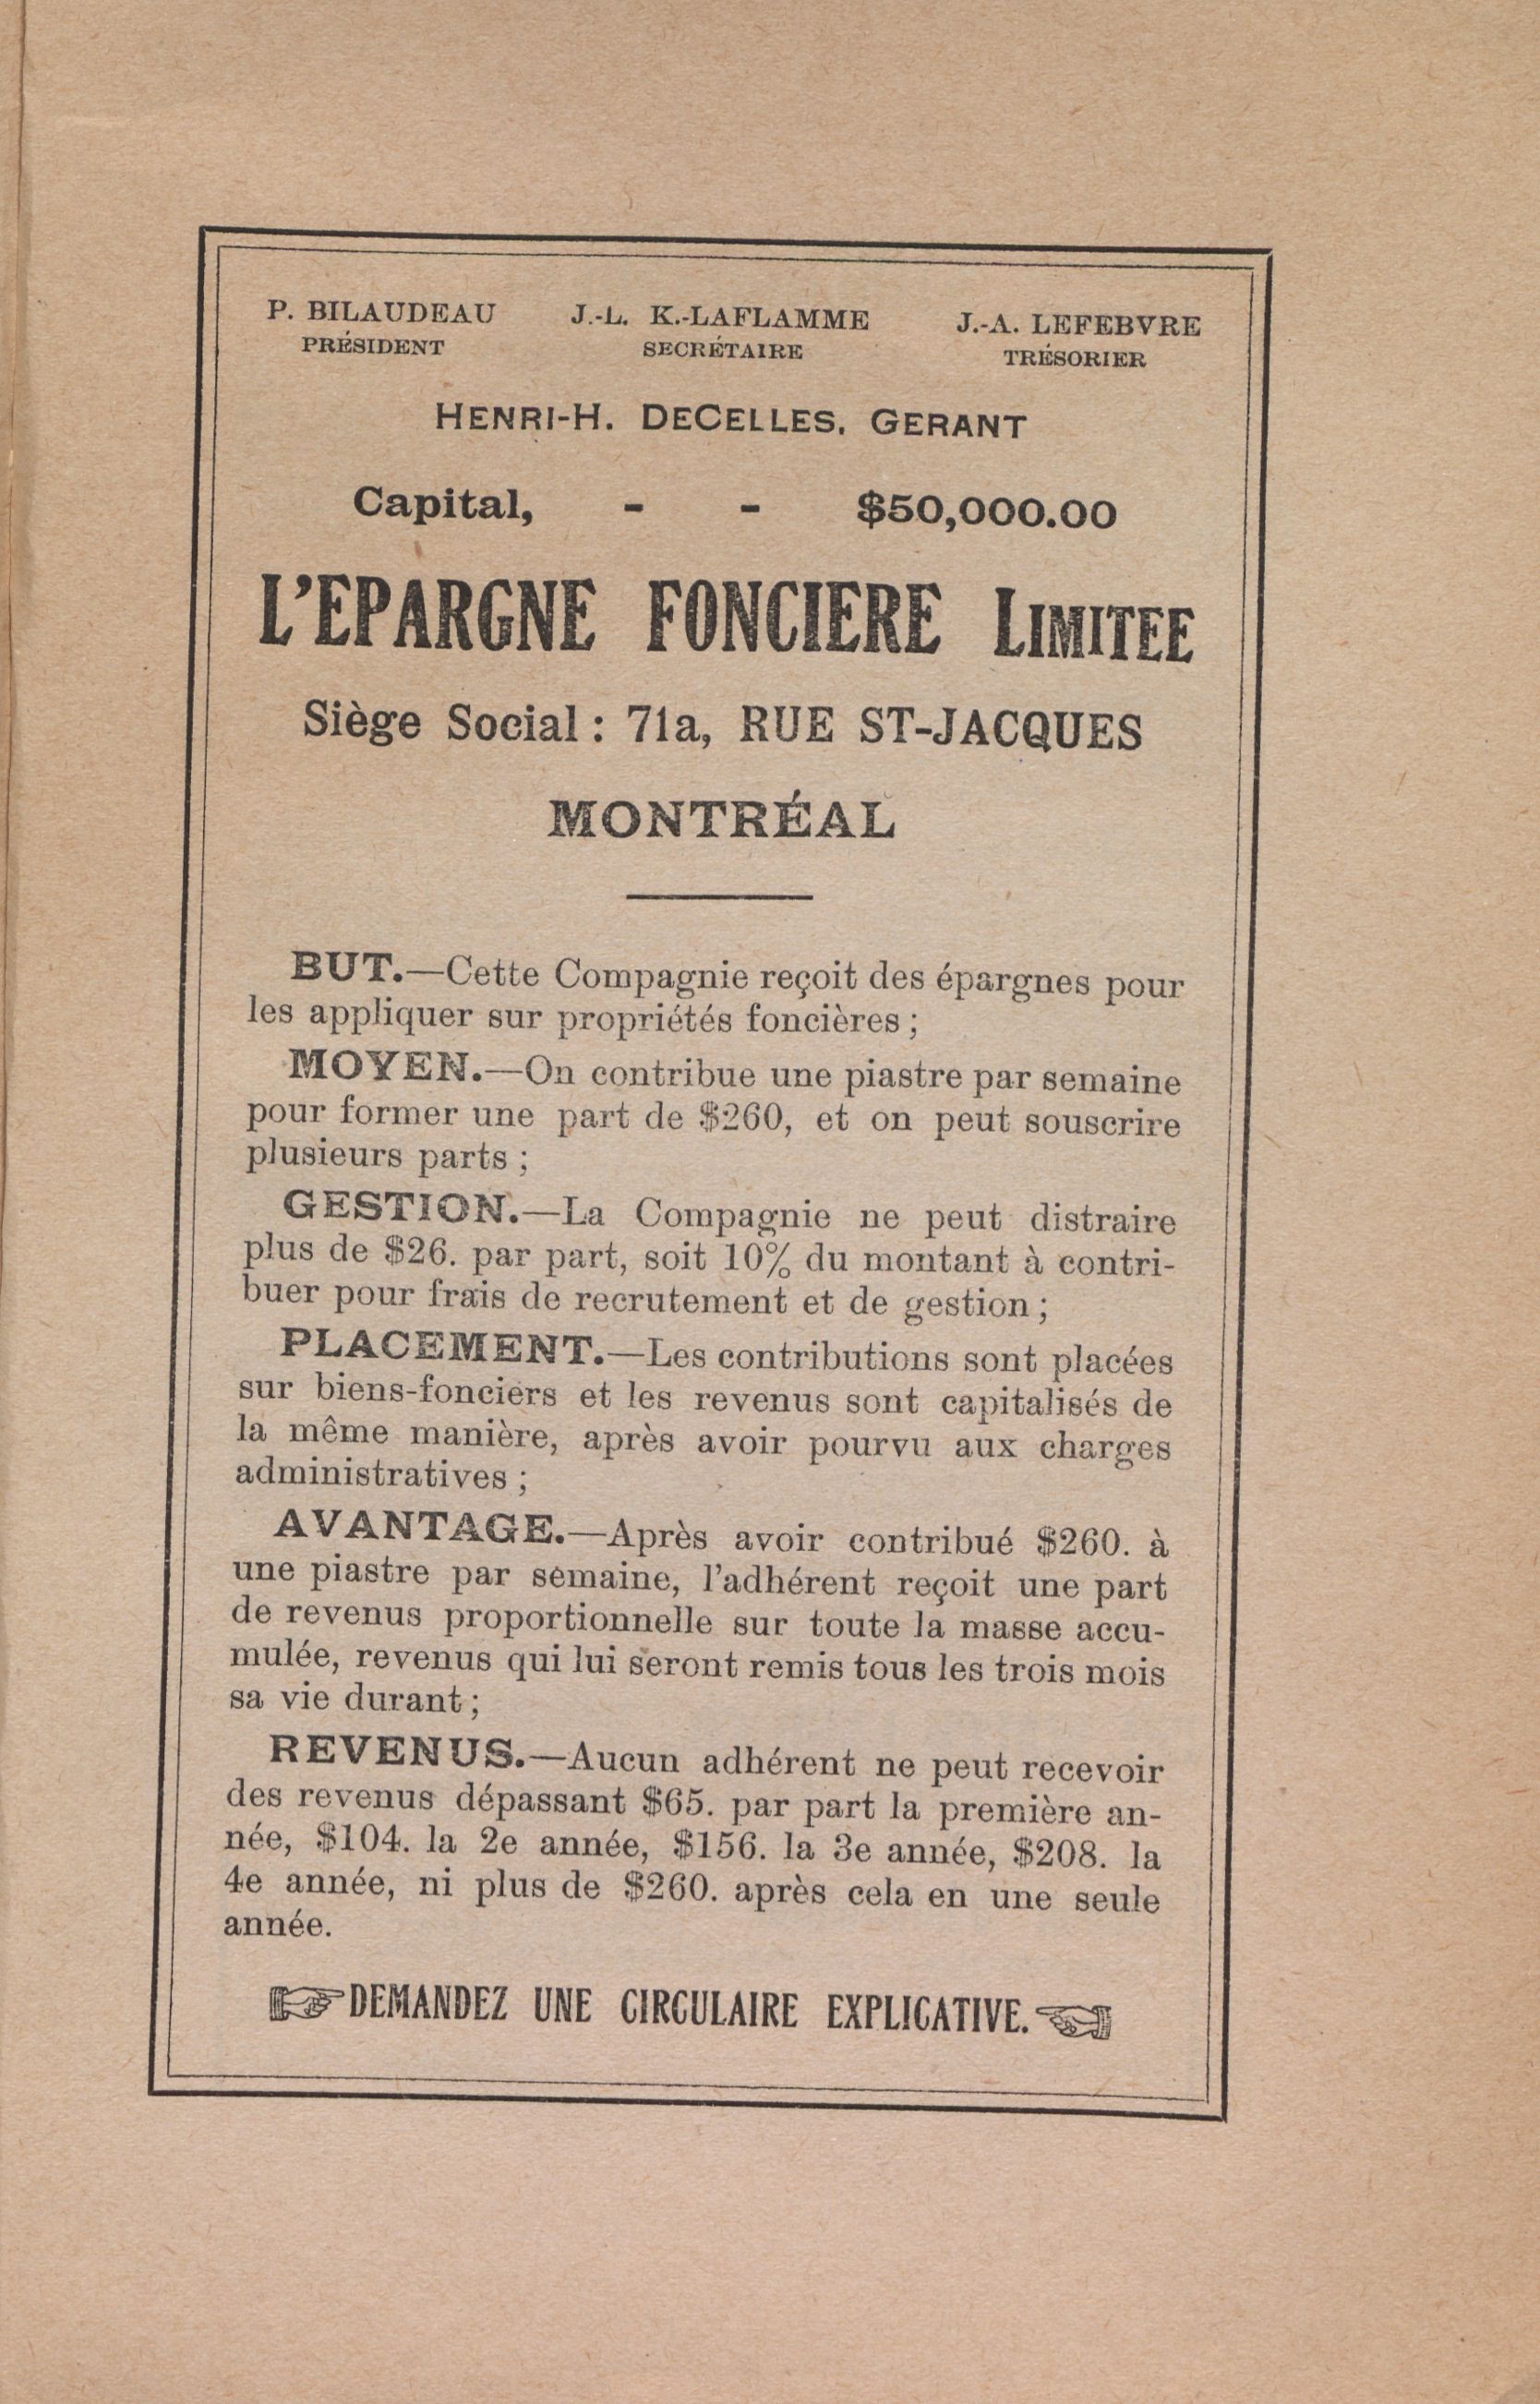 P. BILAUDEAU J.-L. K.-LAFLAMME J.-A. LEFEBVRE
PRÉSIDENT SECRÉTAIRE TRÉSORIER
HENRI-H. DECELLES, GERANT
Capital, - - $50,000.00
L'EPARGNE FONCIERE LIMITEE
Siège Social : 71a, RUE ST-JACQUES
MONTRÉAL
BUT.—Cette Compagnie reçoit des épargnes pour
les appliquer sur propriétés foncières ;
MOYEN.—On contribue une piastre par semaine
pour former une part de $260, et on peut souscrire
plusieurs parts ;
GESTION.—La Compagnie ne peut distraire
plus de $26. par part, soit 10% du montant à contri-
buer pour frais de recrutement et de gestion ;
PLACEMENT.—Les contributions sont placées
sur biens-fonciers et les revenus sont capitalisés de
la même manière, après avoir pourvu aux charges
administratives ;
AVANTAGE.—Après avoir contribué $260. à
une piastre par semaine, l'adhérent reçoit une part
de revenus proportionnelle sur toute la masse accu-
mulée, revenus qui lui seront remis tous les trois mois
sa vie durant ;
REVENUS.—Aucun adhérent ne peut recevoir
des revenus dépassant $65. par part la première an-
née, $104. la 2e année, $156. la 3e année, $208. la
4e année, ni plus de $260. après cela en une seule
année.
DEMANDEZ UNE CIRCULAIRE EXPLICATIVE.